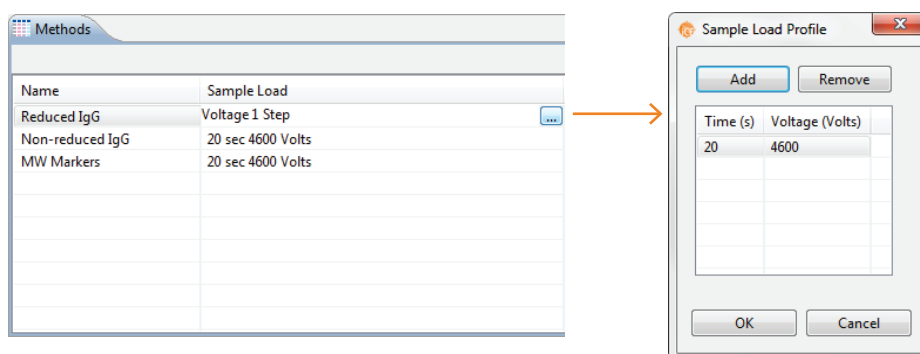 Methods
Name Sample Load
Reduced IgG Voltage 1 Step ...
Non-reduced IgG 20 sec 4600 Volts
MW Markers 20 sec 4600 Volts
Sample Load Profile
Add Remove
Time (s) Voltage (Volts)
20 4600
OK Cancel